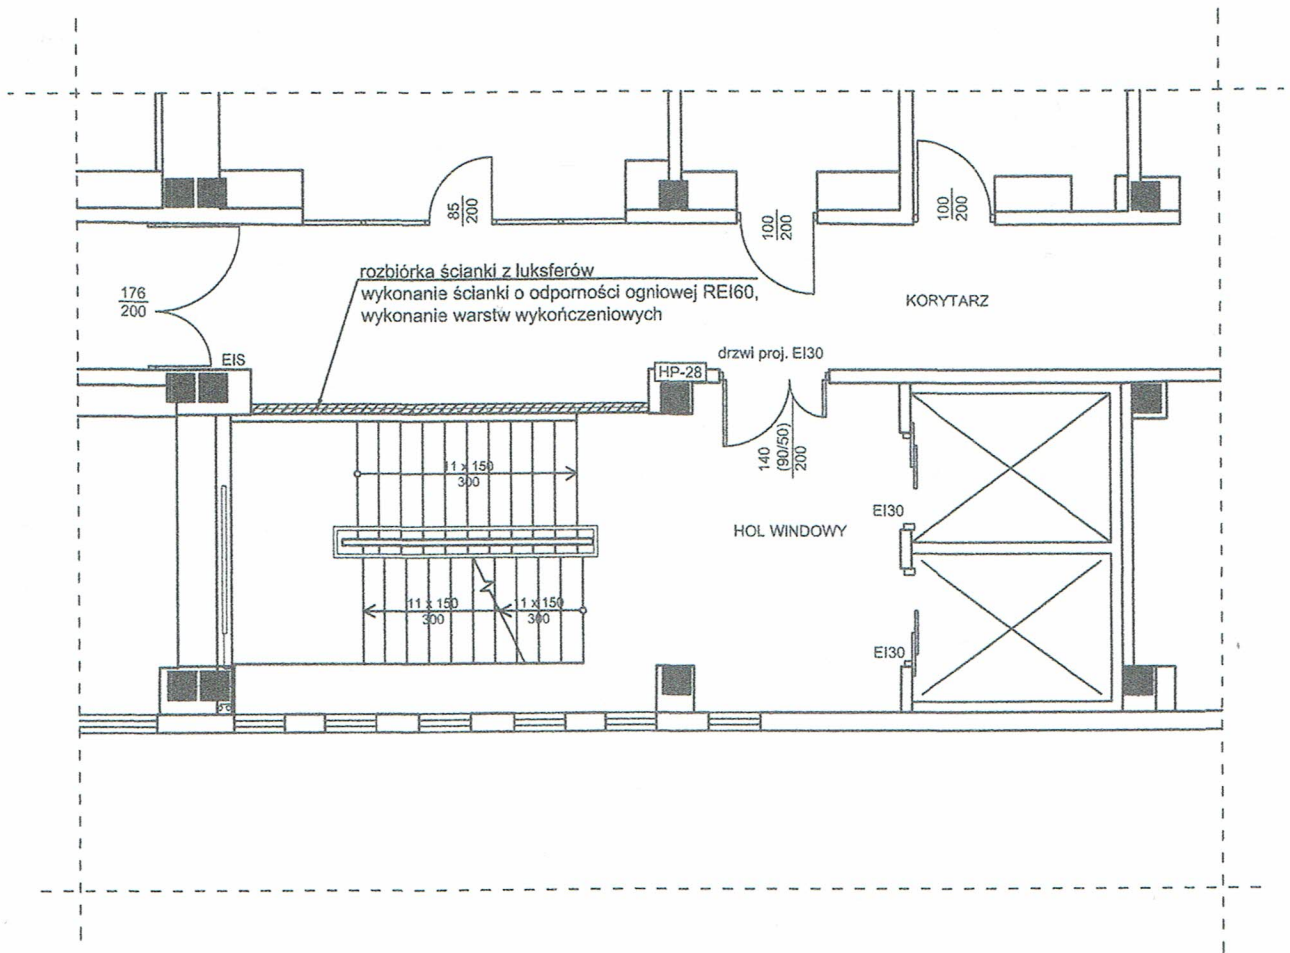 85
200
100
200
100
200
rozbiórka ścianki z luksferów
wykonanie ścianki o odporności ogniowej REI60,
wykonanie warstw wykończeniowych
176
200
KORYTARZ
EIS
drzwi proj. EI30
HP-28
140
(90/50)
200
11 x 150
300
EI30
HOL WINDOWY
11 x 150
300
11 x 150
300
EI30